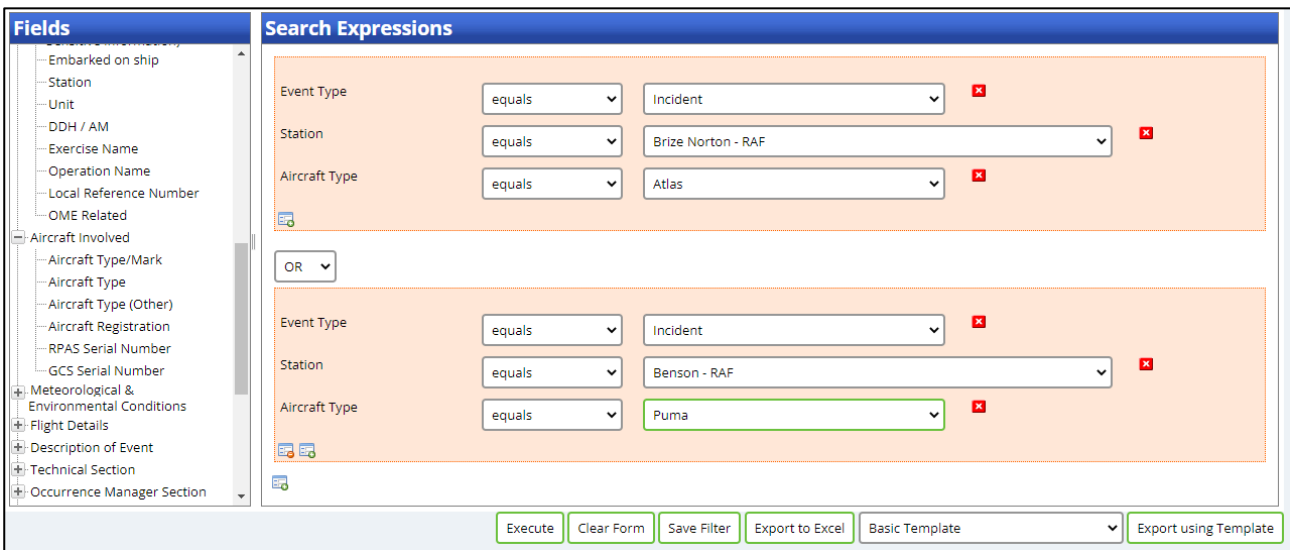 Fields
Embarked on ship
Station
Unit
DDH / AM
Exercise Name
Operation Name
Local Reference Number
OME Related
Aircraft Involved
Aircraft Type/Mark
Aircraft Type
Aircraft Type (Other)
Aircraft Registration
RPAS Serial Number
GCS Serial Number
Meteorological &
Environmental Conditions
Flight Details
Description of Event
Technical Section
Occurrence Manager Section
Search Expressions
Event Type equals Incident
Station equals Brize Norton - RAF
Aircraft Type equals Atlas
OR
Event Type equals Incident
Station equals Benson - RAF
Aircraft Type equals Puma
Execute Clear Form Save Filter Export to Excel Basic Template Export using Template